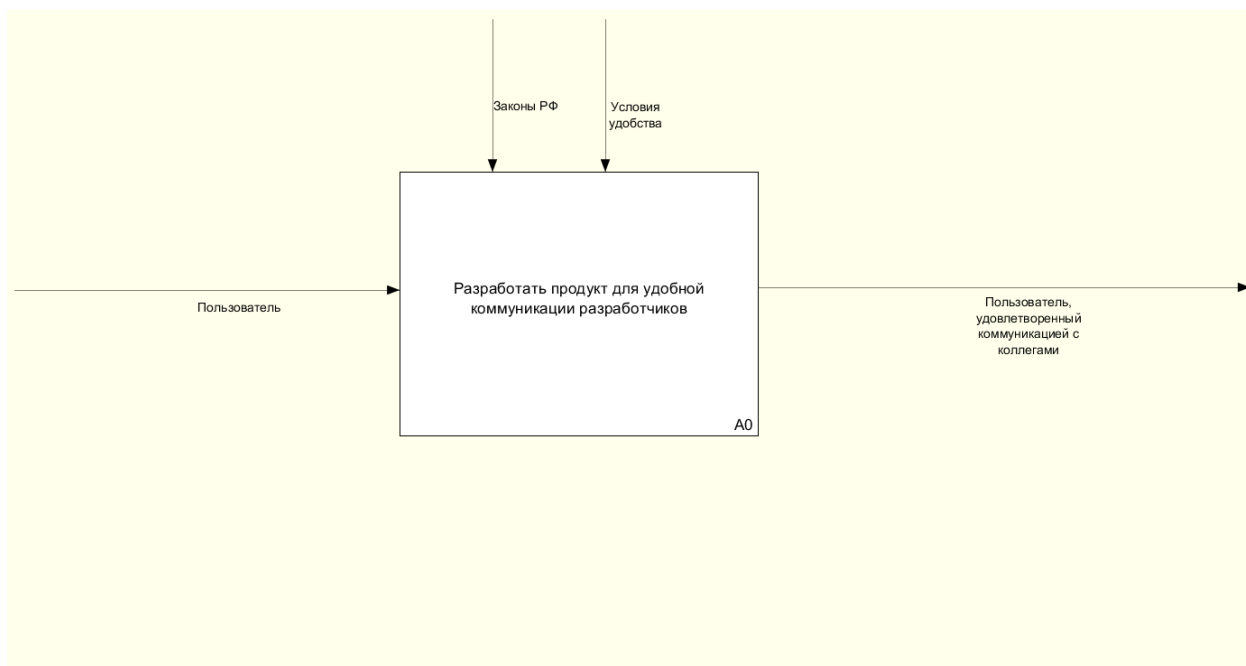 Законы РФ
Условия
удобства
Разработать продукт для удобной
коммуникации разработчиков
Пользователь
Пользователь,
удовлетворенный
коммуникацией с
коллегами
A0